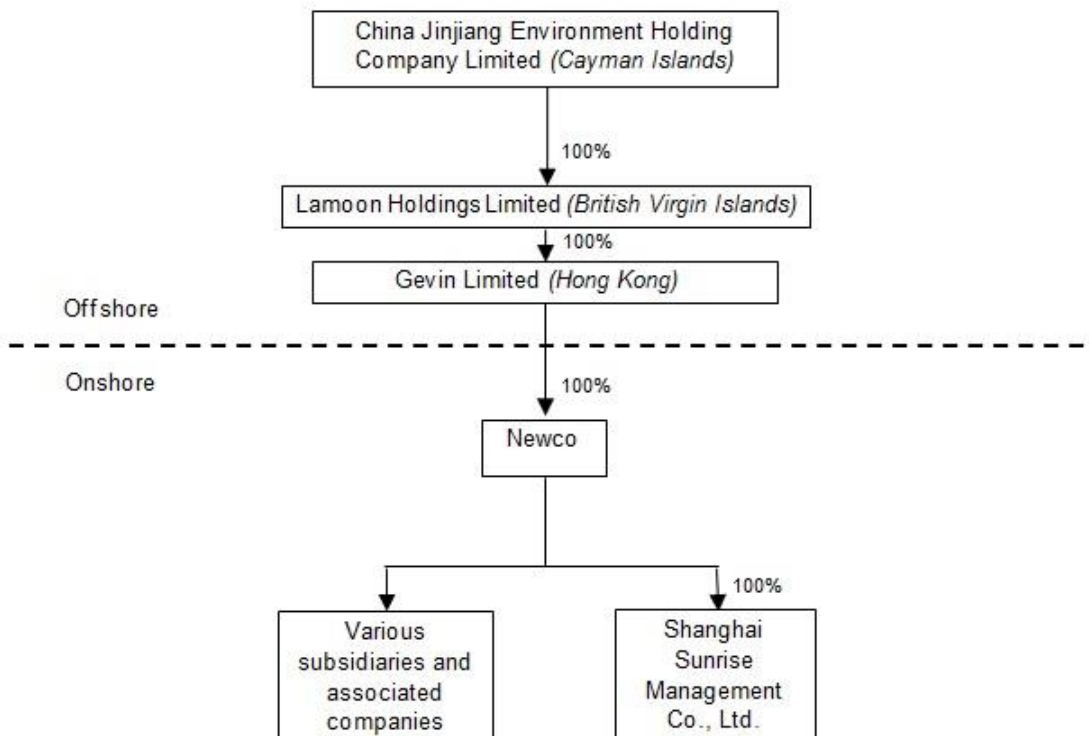 China Jinjiang Environment Holding
Company Limited (Cayman Islands)
100%
Lamoon Holdings Limited (British Virgin Islands)
100%
Gevin Limited (Hong Kong)
Offshore
Onshore
100%
Newco
100%
Various
subsidiaries and
associated
companies
Shanghai
Sunrise
Management
Co., Ltd.